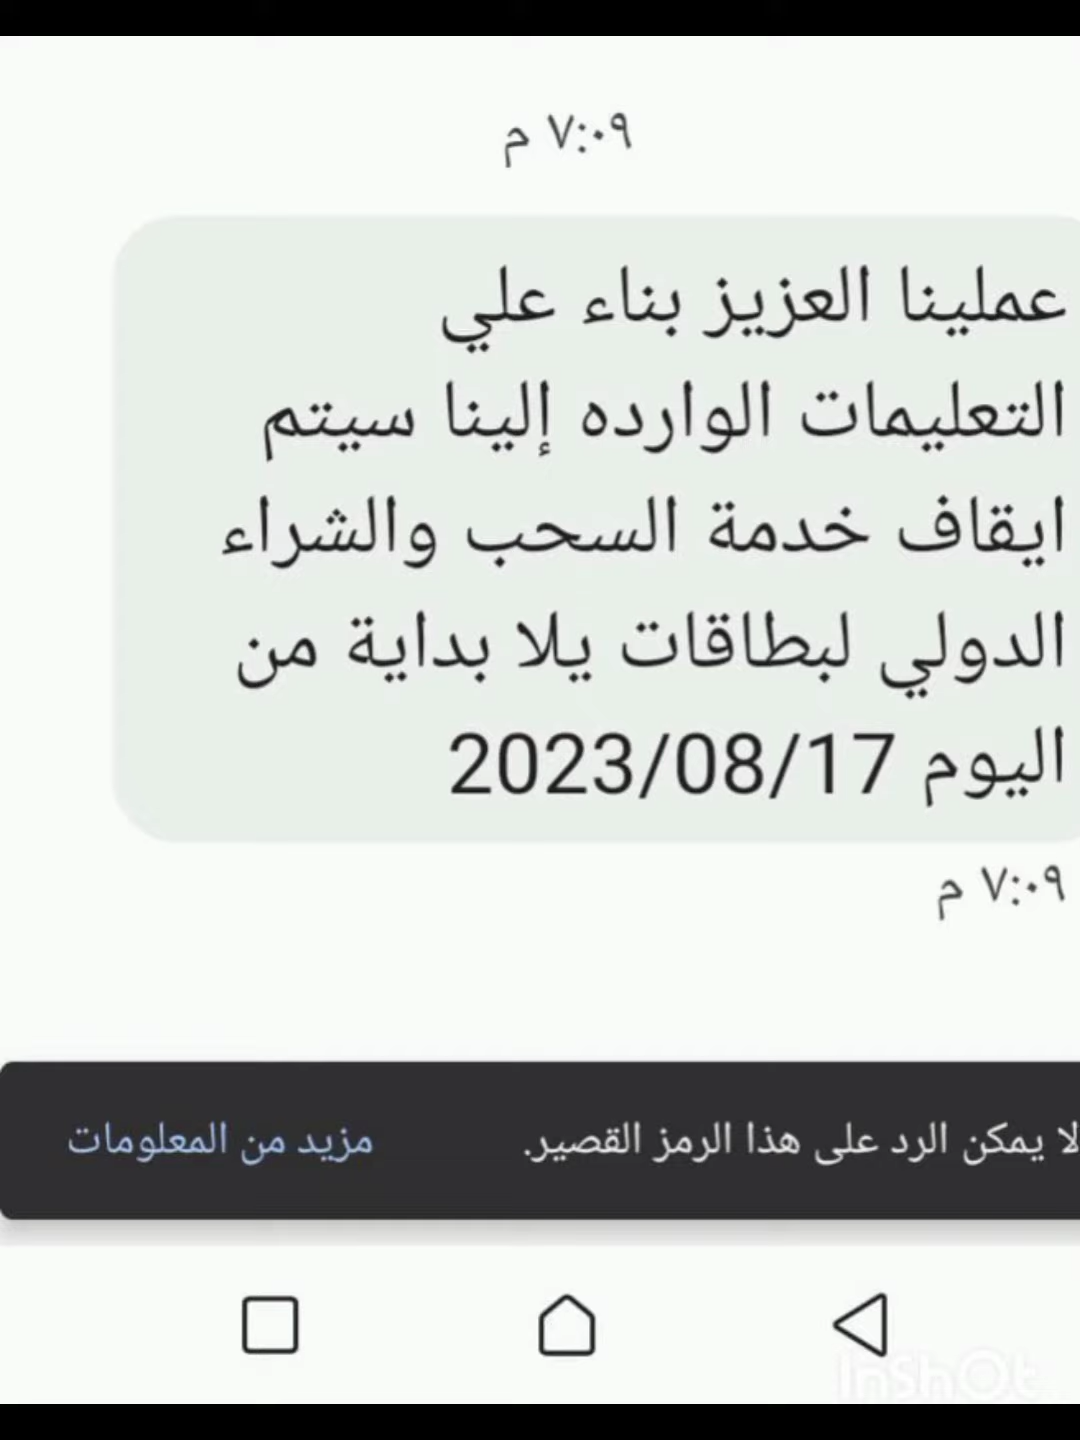 ٧:٠٩ م
عملينا العزيز بناء علي
التعليمات الوارده إلينا سيتم
ايقاف خدمة السحب والشراء
الدولي لبطاقات يلا بداية من
اليوم 2023/08/17
٧:٠٩ م
لا يمكن الرد على هذا الرمز القصير. مزيد من المعلومات
InShOt